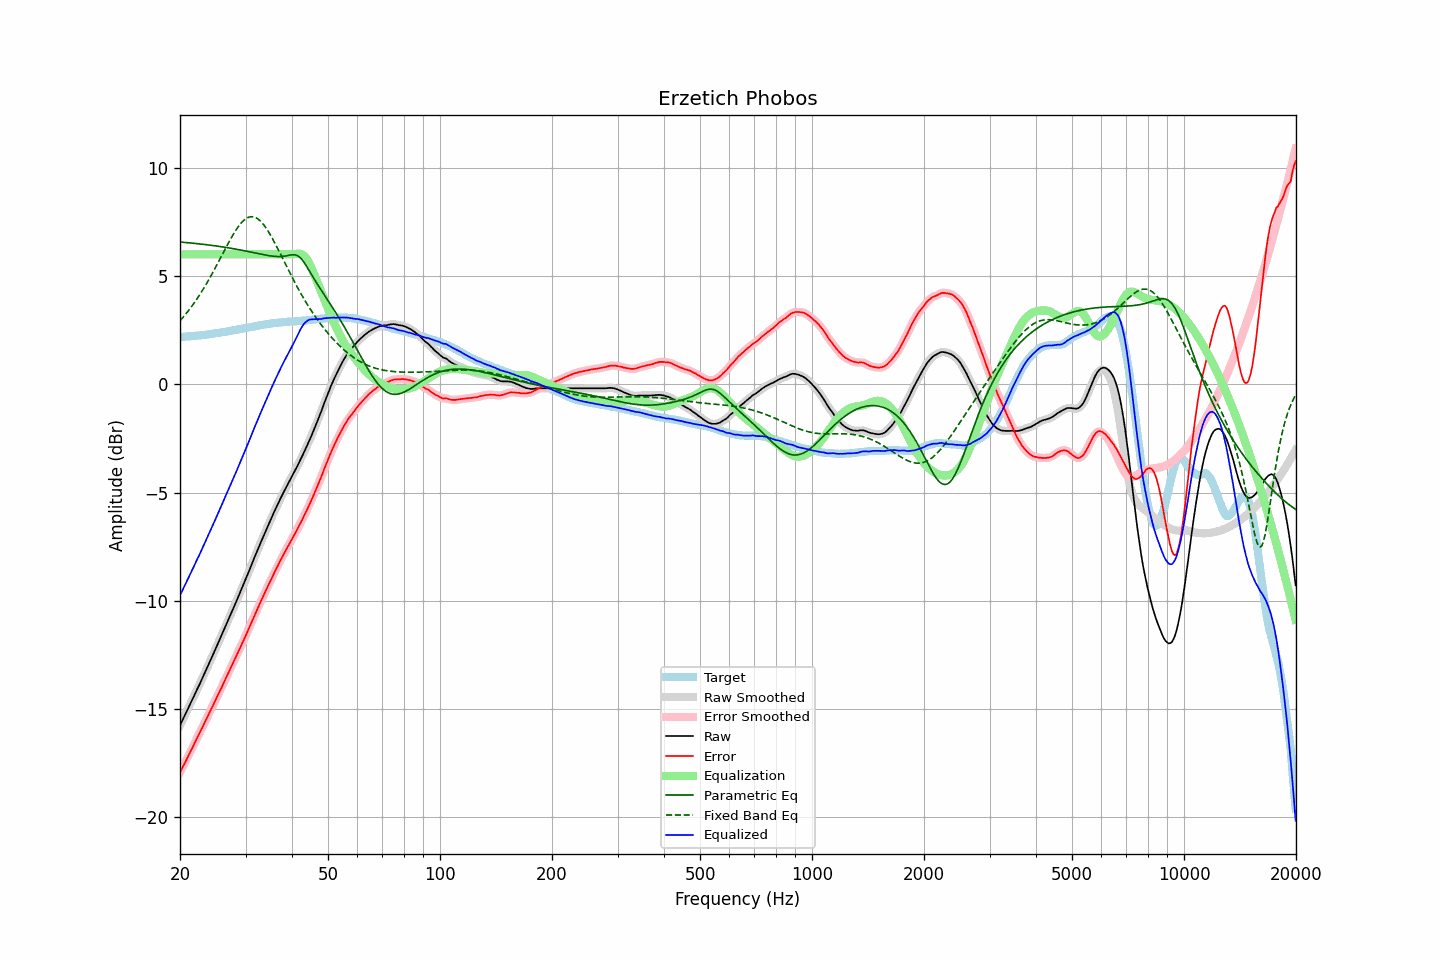 Erzetich Phobos
Amplitude (dBr)
10
5
0
−5
−10
−15
−20
Target
Raw Smoothed
Error Smoothed
Raw
Error
Equalization
Parametric Eq
Fixed Band Eq
Equalized
20
50
100
200
500
1000
2000
5000
10000
20000
Frequency (Hz)